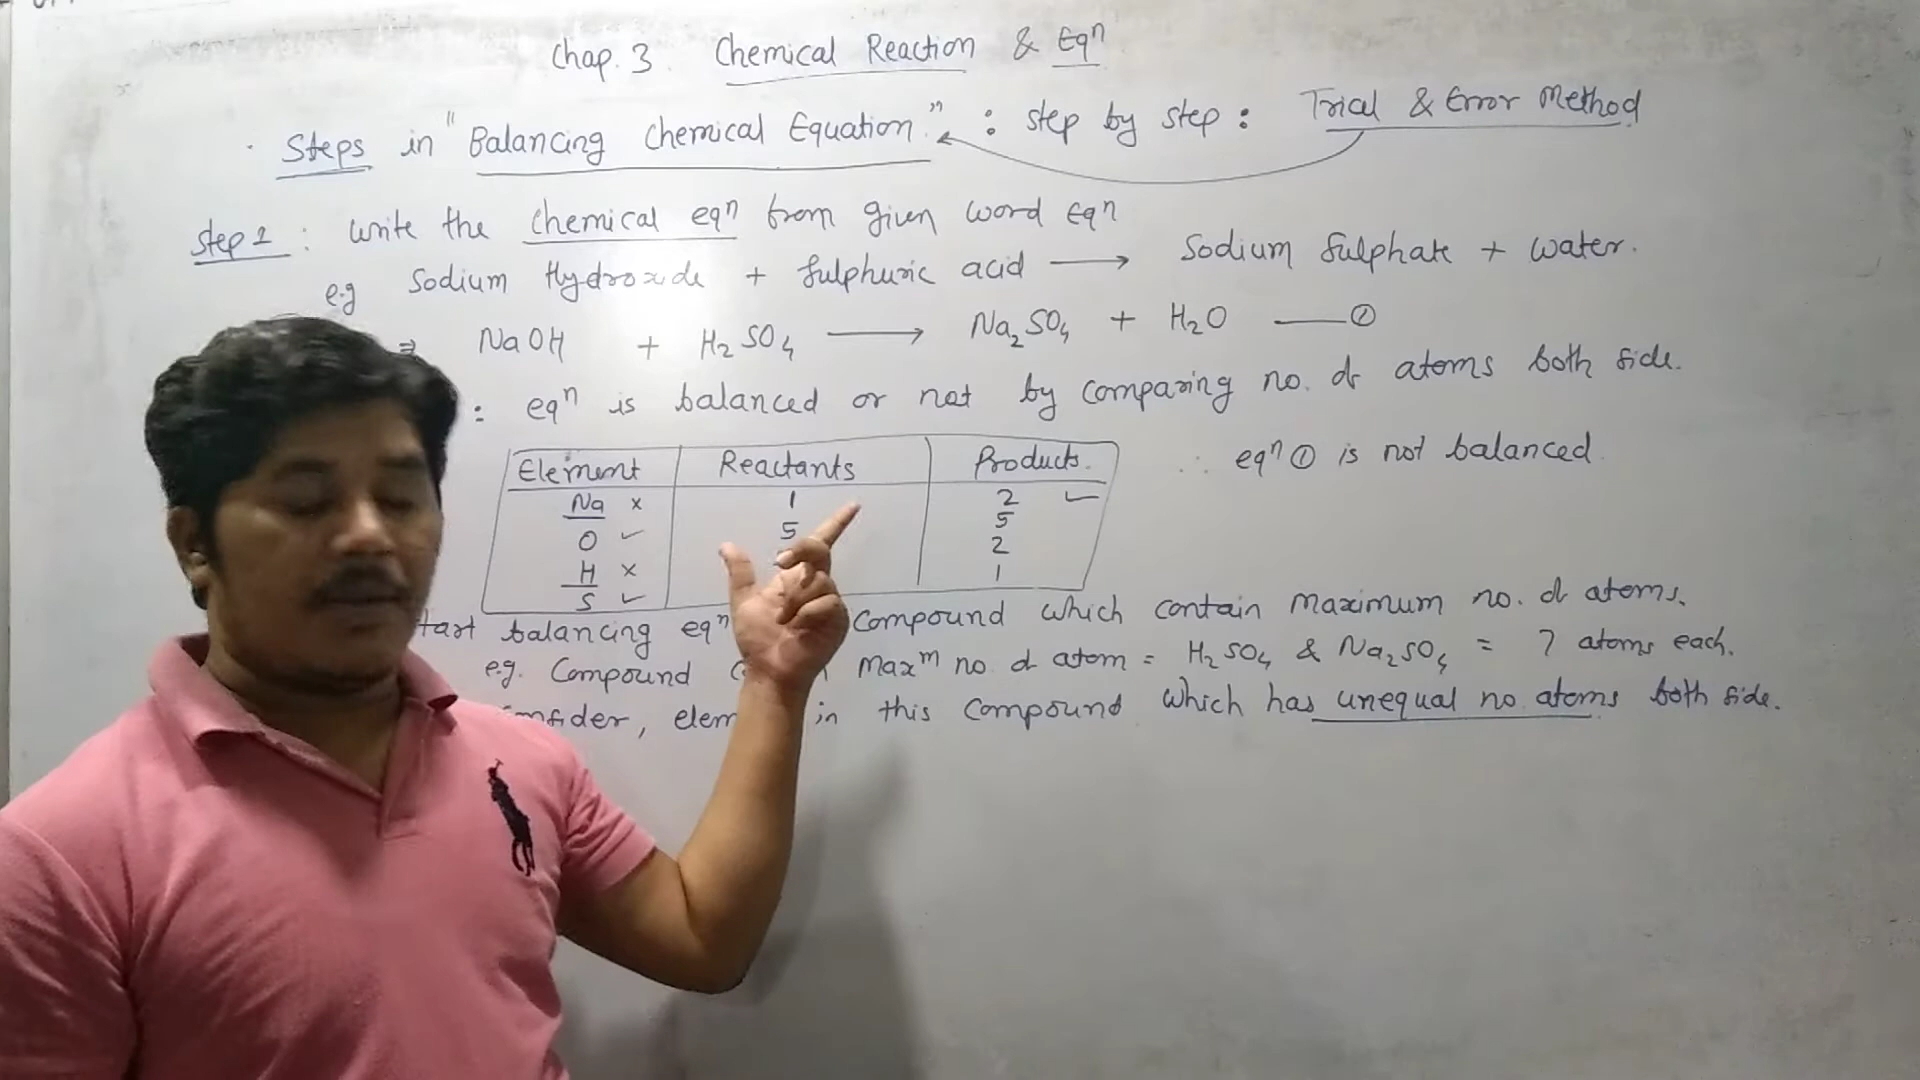 Chap. 3 Chemical Reaction & Eqⁿ
Steps in "Balancing Chemical Equation." : step by step : Trial & Error Method
Step 1 : write the chemical eqⁿ from given word Eqⁿ
e.g Sodium Hydroxide + Sulphuric acid ⟶ Sodium Sulphate + water.
⇒ NaOH + H₂SO₄ ⟶ Na₂SO₄ + H₂O —①
: eqⁿ is balanced or not by comparing no. of atoms both side.
Element Reactants Products.
∴ eqⁿ ① is not balanced
Na × 1 2 ✓
O ✓ 5 5
H × 2
S ✓ 1
balancing eqⁿ compound which contain maximum no. of atoms.
e.g. Compound Maxᵐ no. of atom = H₂SO₄ & Na₂SO₄ = 7 atoms each.
in this compound which has unequal no. atoms both side.